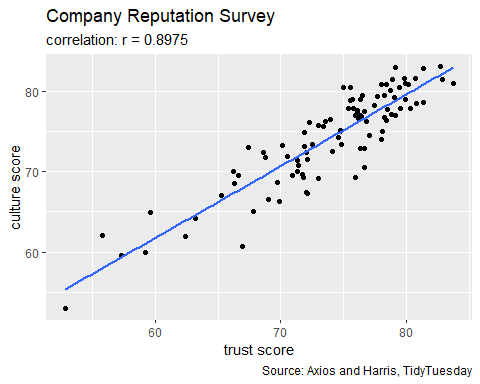 Company Reputation Survey
correlation: r = 0.8975
culture score
80
70
60
60
70
80
trust score
Source: Axios and Harris, TidyTuesday